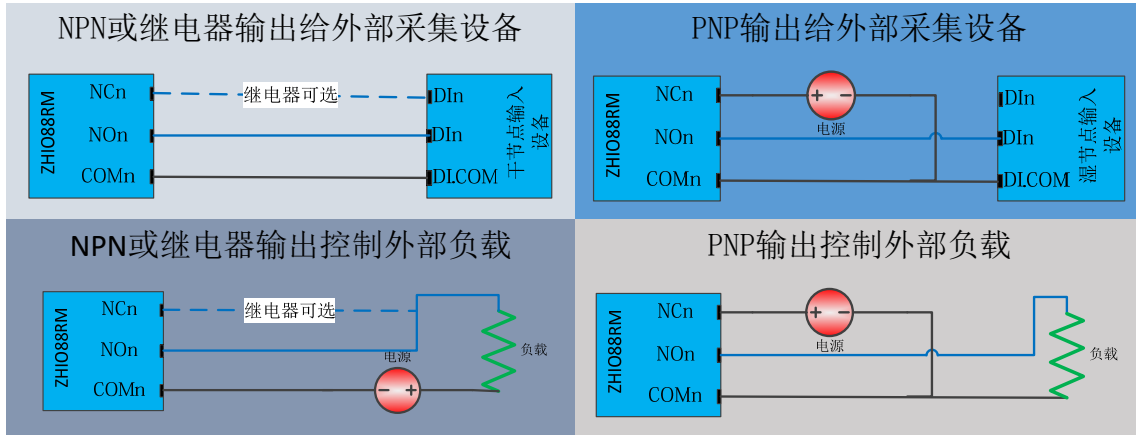 NPN或继电器输出给外部采集设备
ZHIO88RM
NCn
NOn
COMn
继电器可选
DIn
DIn
DI.COM
干节点输入
设备
PNP输出给外部采集设备
ZHIO88RM
NCn
NOn
COMn
+ -
电源
DIn
DIn
DI.COM
湿节点输入
设备
NPN或继电器输出控制外部负载
ZHIO88RM
NCn
NOn
COMn
继电器可选
电源
- +
负载
PNP输出控制外部负载
ZHIO88RM
NCn
NOn
COMn
+ -
电源
负载